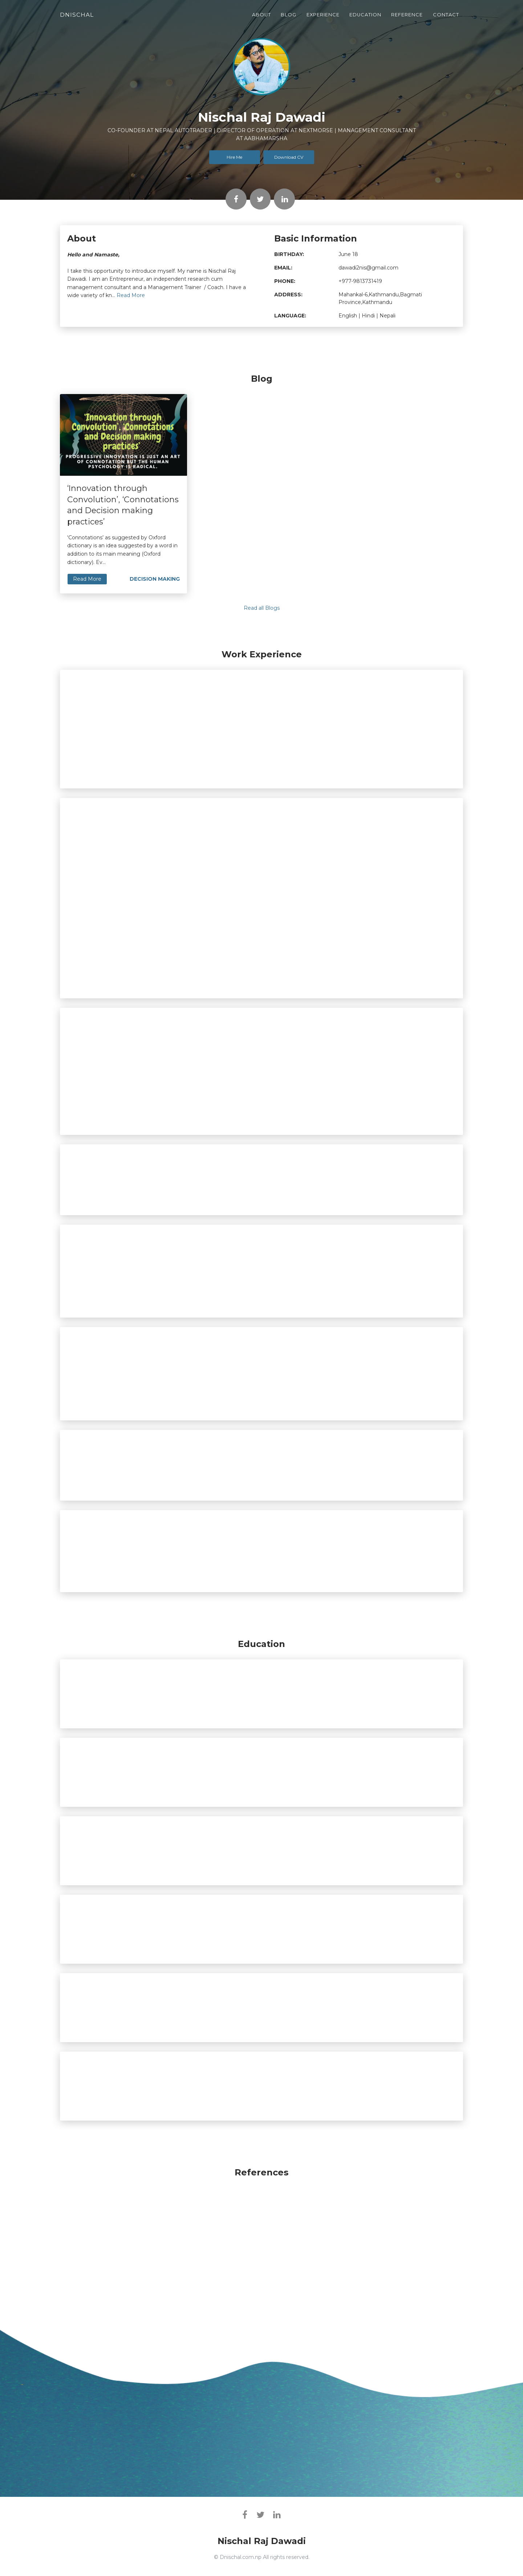 DNISCHAL
ABOUT BLOG EXPERIENCE EDUCATION REFERENCE CONTACT
Nischal Raj Dawadi
CO-FOUNDER AT NEPAL AUTOTRADER | DIRECTOR OF OPERATION AT NEXTMORSE | MANAGEMENT CONSULTANT
AT AABHAMARSHA
Hire Me
Download CV
About
Hello and Namaste,
I take this opportunity to introduce myself. My name is Nischal Raj
Dawadi. I am an Entrepreneur, an independent research cum
management consultant and a Management Trainer / Coach. I have a
wide variety of kn... Read More
Basic Information
BIRTHDAY: June 18
EMAIL: dawadi2nis@gmail.com
PHONE: +977-9813731419
ADDRESS: Mahankal-6,Kathmandu,Bagmati
Province,Kathmandu
LANGUAGE: English | Hindi | Nepali
Blog
'Innovation through
Convolution', 'Connotations
and Decision making
practices'
PROGRESSIVE INNOVATION IS JUST AN ART
OF CONNOTATION BUT THE HUMAN
PSYCHOLOGY IS RADICAL.
'Innovation through
Convolution', 'Connotations
and Decision making
practices'
'Connotations' as suggested by Oxford
dictionary is an idea suggested by a word in
addition to its main meaning (Oxford
dictionary). Ev...
Read More
DECISION MAKING
Read all Blogs
Work Experience
Education
References
Nischal Raj Dawadi
© Dnischal.com.np All rights reserved.